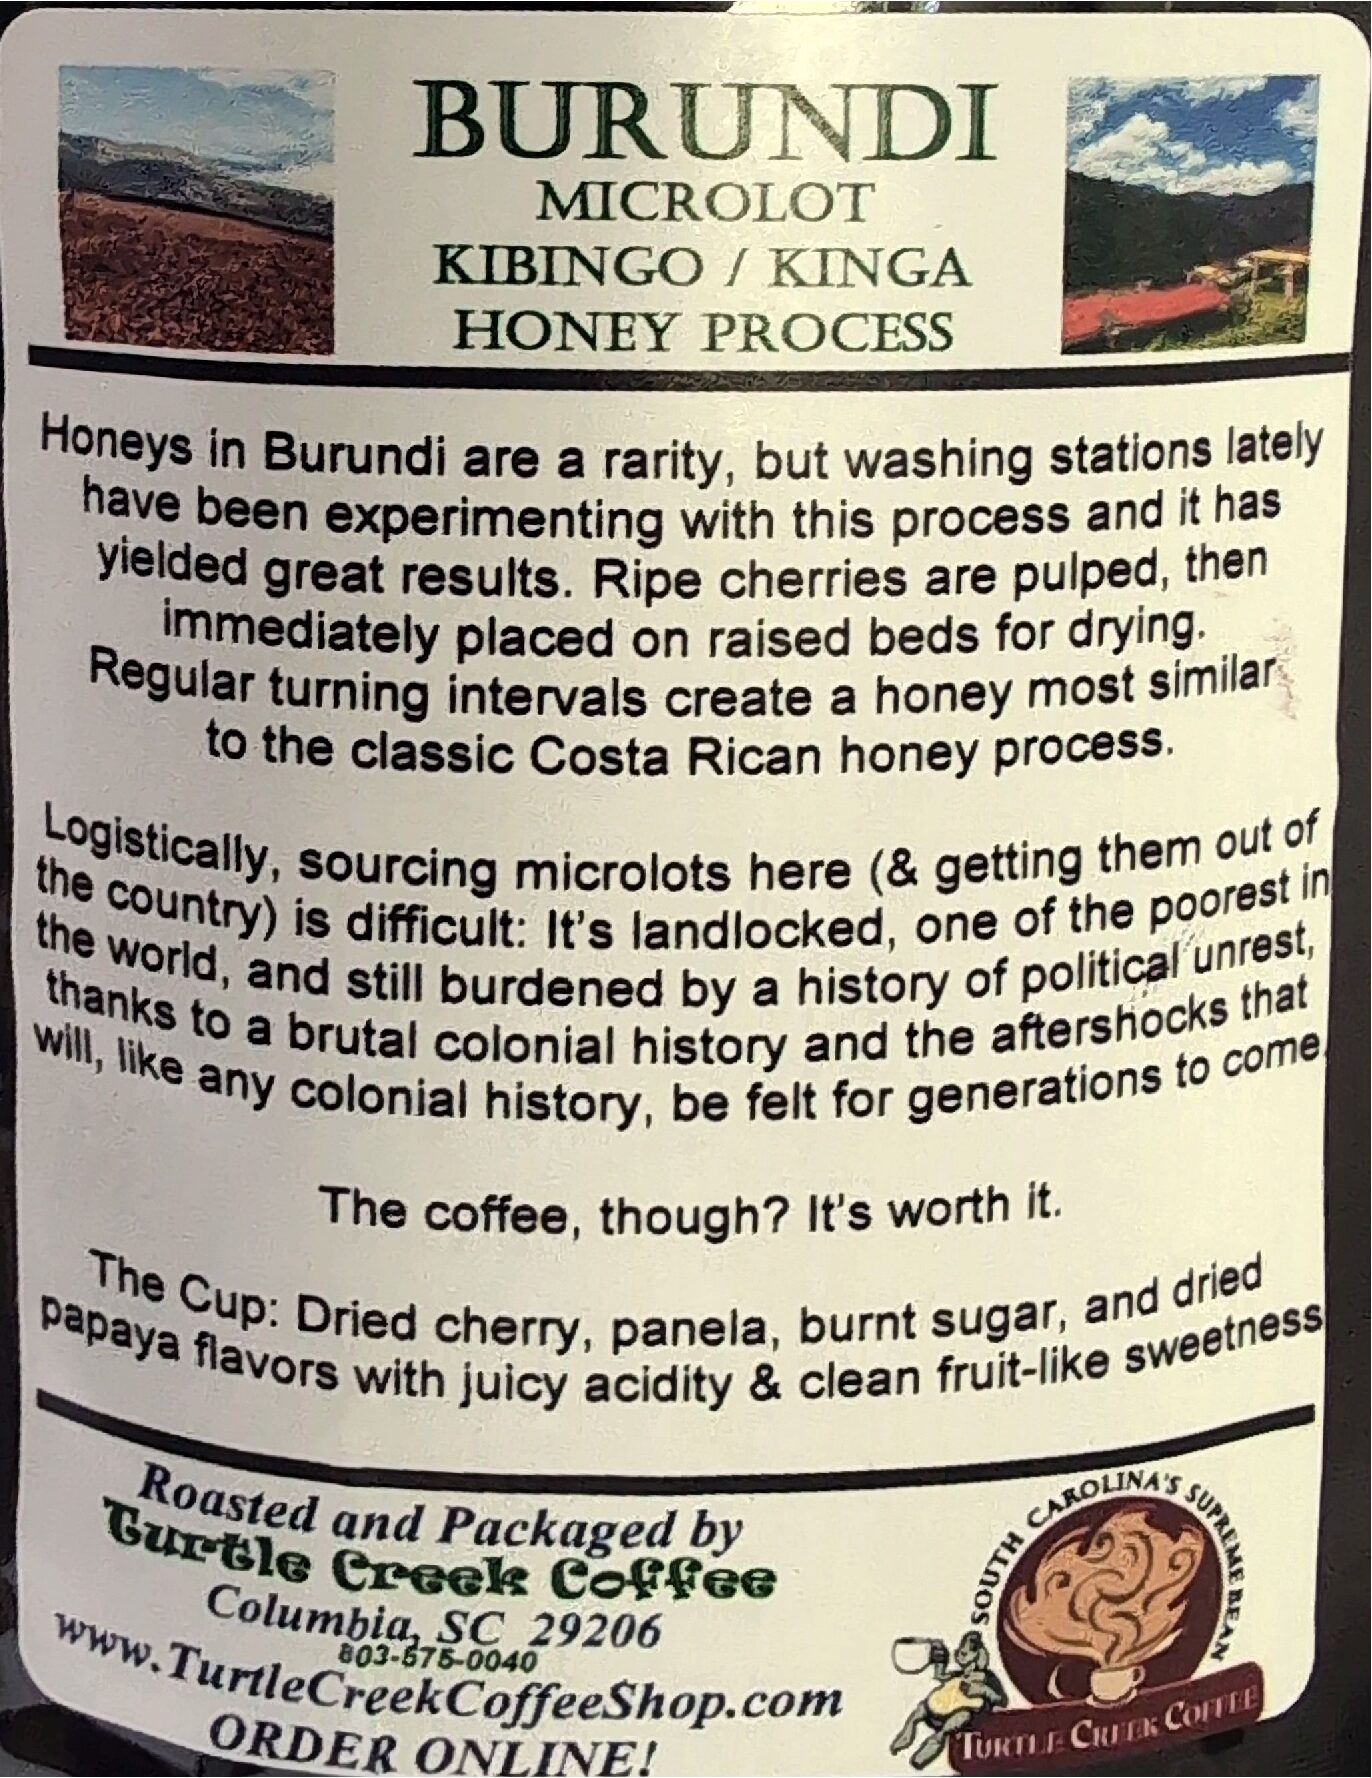 BURUNDI
MICROLOT
KIBINGO / KINGA
HONEY PROCESS
Honeys in Burundi are a rarity, but washing stations lately
have been experimenting with this process and it has
yielded great results. Ripe cherries are pulped, then
immediately placed on raised beds for drying.
Regular turning intervals create a honey most similar
to the classic Costa Rican honey process.
Logistically, sourcing microlots here (& getting them out of
the country) is difficult: It's landlocked, one of the poorest in
the world, and still burdened by a history of political unrest,
thanks to a brutal colonial history and the aftershocks that
will, like any colonial history, be felt for generations to come.
The coffee, though? It's worth it.
The Cup: Dried cherry, panela, burnt sugar, and dried
papaya flavors with juicy acidity & clean fruit-like sweetness
Roasted and Packaged by
Turtle Creek Coffee
Columbia, SC 29206
803-675-0040
www.TurtleCreekCoffeeShop.com
ORDER ONLINE!
SOUTH CAROLINA'S SUPREME BEAN
TURTLE CREEK COFFEE